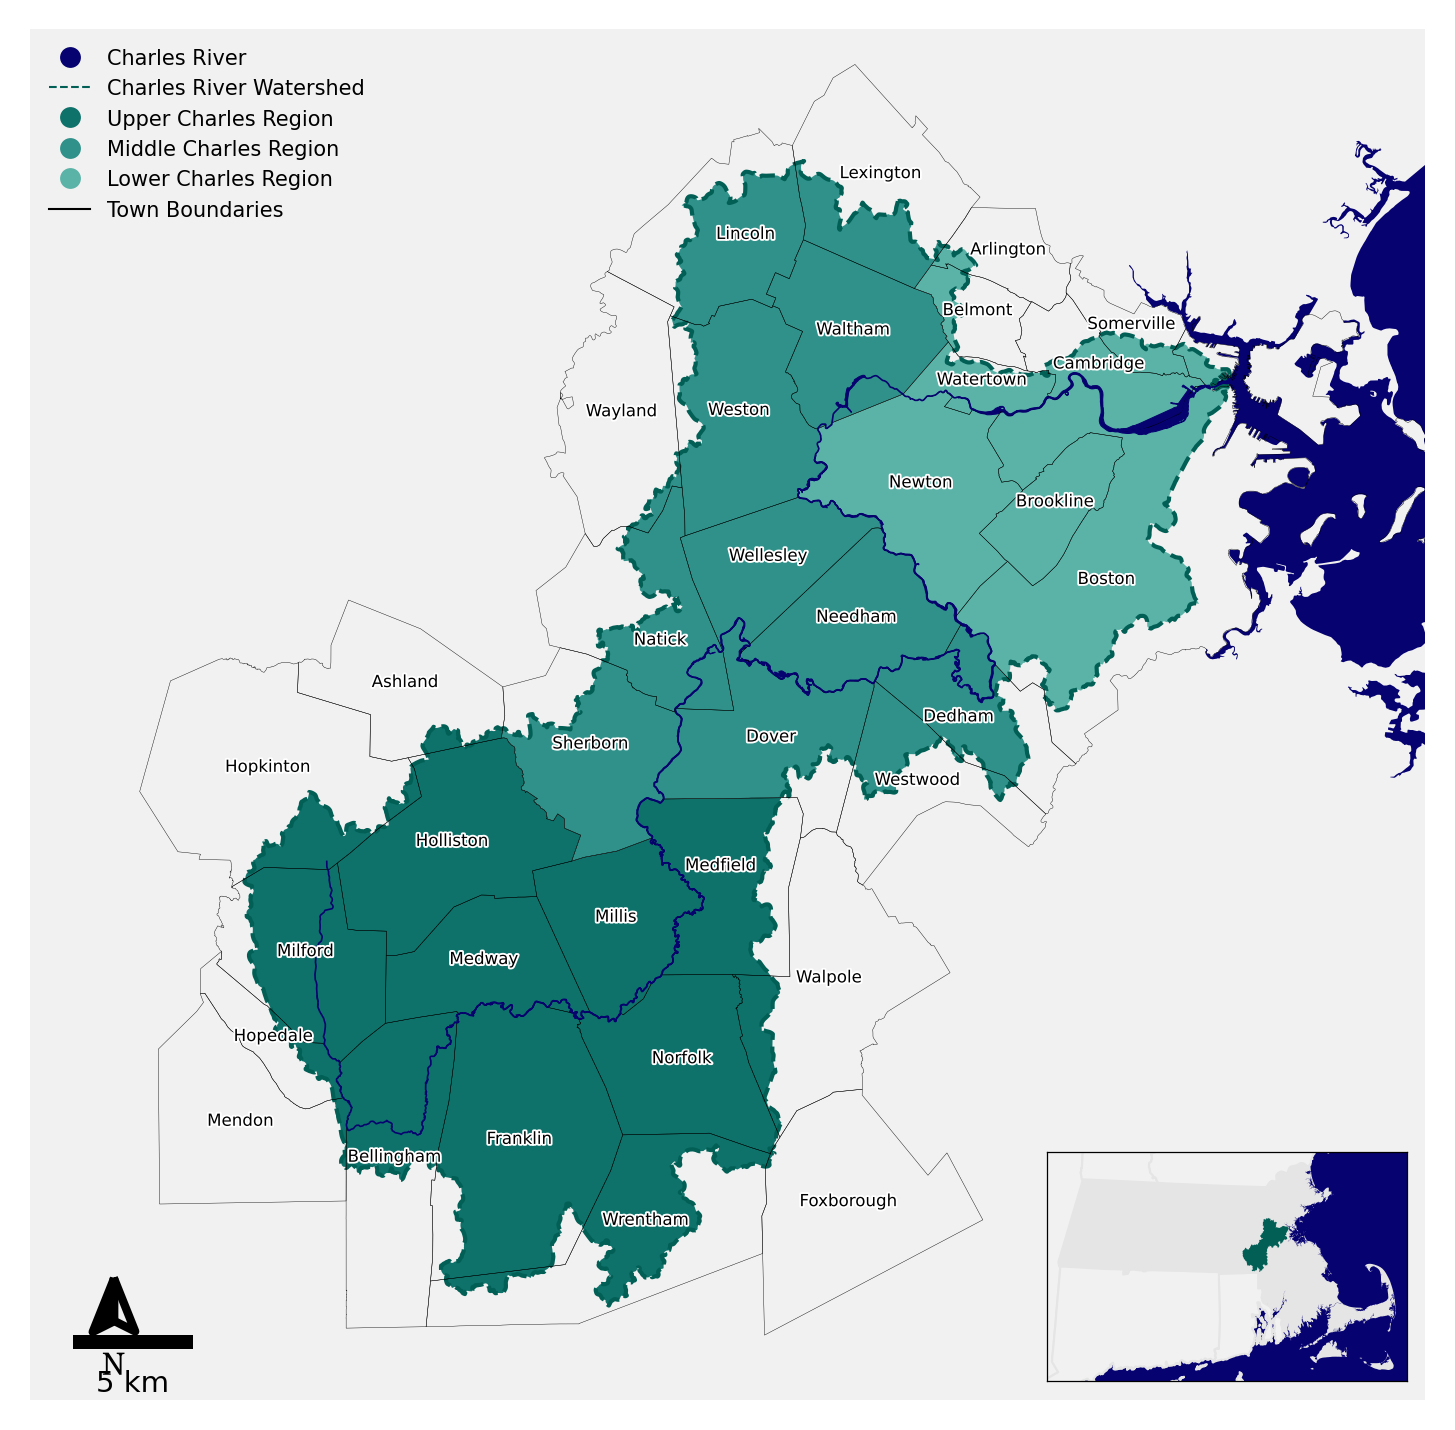 Charles River
Charles River Watershed
Upper Charles Region
Middle Charles Region
Lower Charles Region
Town Boundaries
Lexington
Lincoln
Arlington
Belmont
Somerville
Waltham
Cambridge
Watertown
Wayland
Weston
Newton
Brookline
Wellesley
Boston
Needham
Natick
Ashland
Dedham
Dover
Sherborn
Hopkinton
Westwood
Holliston
Medfield
Millis
Milford
Medway
Walpole
Hopedale
Norfolk
Mendon
Franklin
Bellingham
Foxborough
Wrentham
N
5 km